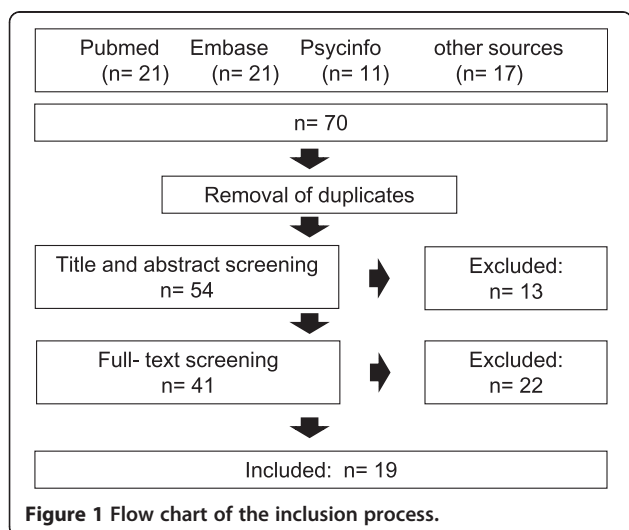 Pubmed Embase Psycinfo other sources
(n= 21) (n= 21) (n= 11) (n= 17)
n= 70
Removal of duplicates
Title and abstract screening
n= 54
Excluded:
n= 13
Full- text screening
n= 41
Excluded:
n= 22
Included: n= 19
Figure 1 Flow chart of the inclusion process.